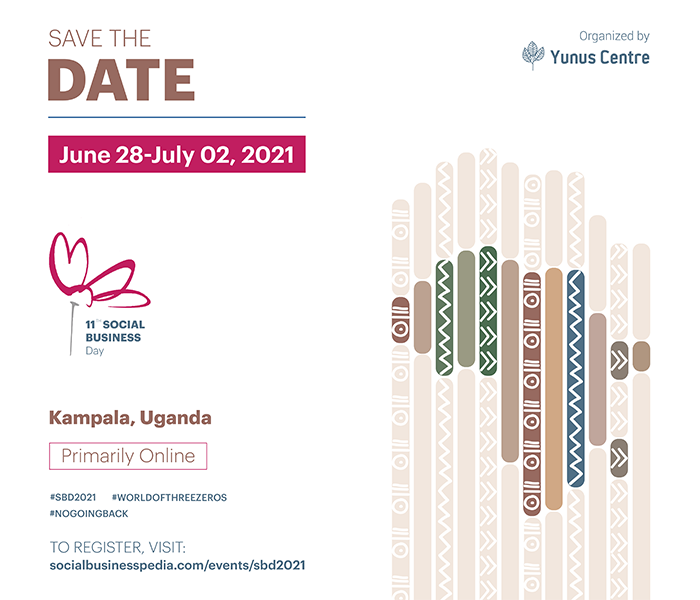 SAVE THE
DATE
June 28-July 02, 2021
Organized by
Yunus Centre
11TH SOCIAL
BUSINESS
Day
Kampala, Uganda
Primarily Online
#SBD2021 #WORLDOFTHREEZEROS
#NOGOINGBACK
TO REGISTER, VISIT:
socialbusinesspedia.com/events/sbd2021